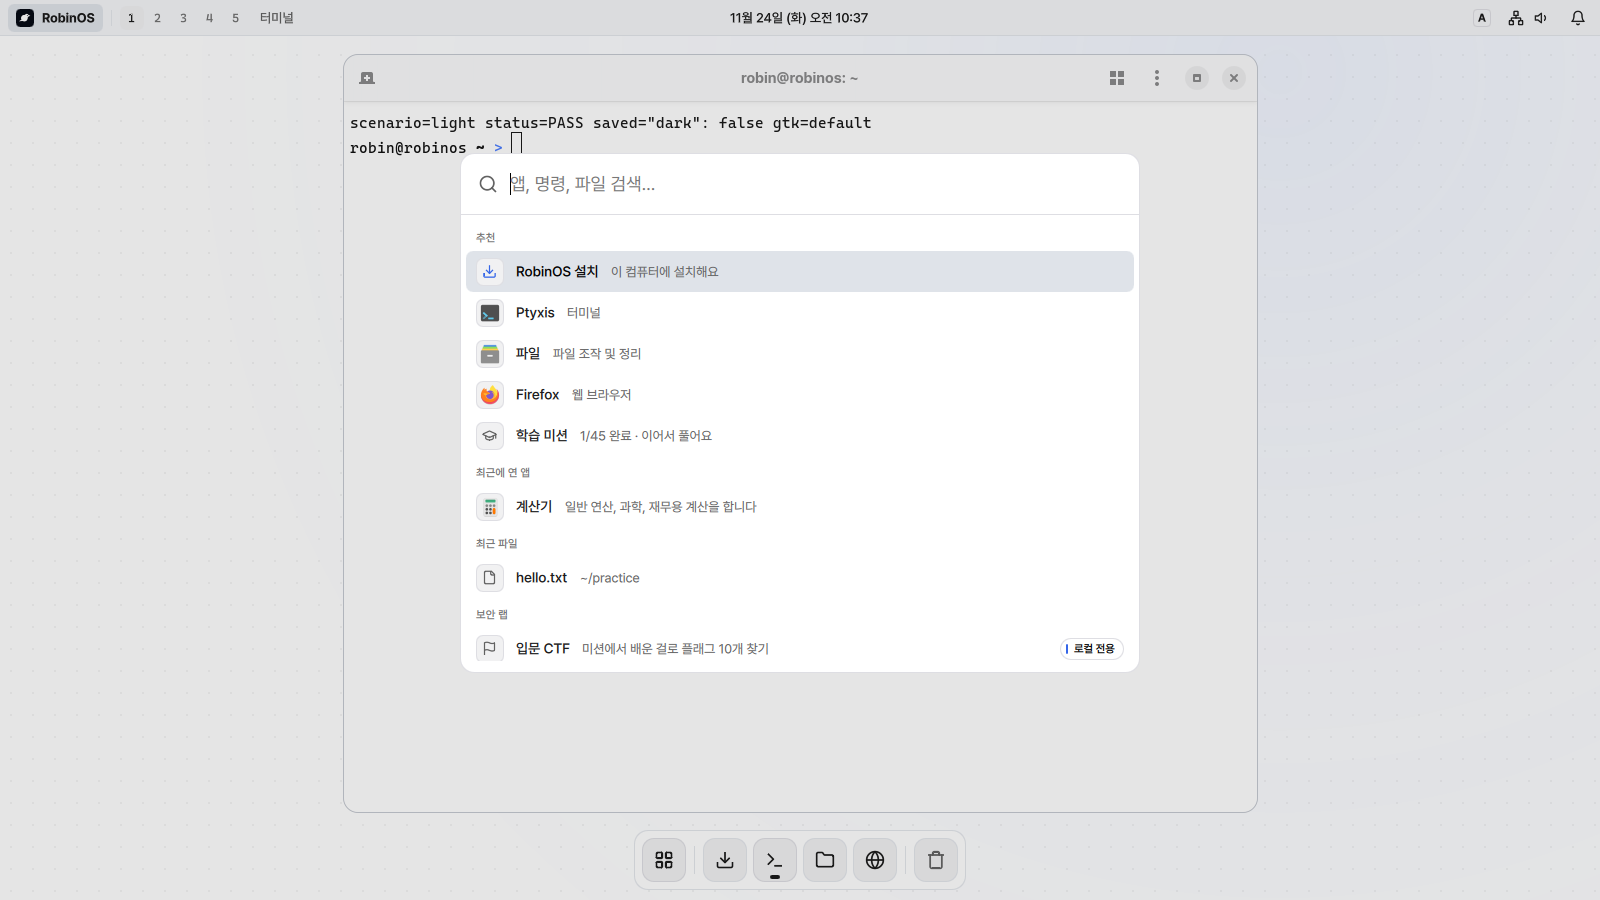 RobinOS 1 2 3 4 5 터미널 11월 24일 (화) 오전 10:37 A
robin@robinos: ~
scenario=light status=PASS saved="dark": false gtk=default
robin@robinos ~ >
앱, 명령, 파일 검색...
추천
RobinOS 설치 이 컴퓨터에 설치해요
Ptyxis 터미널
파일 파일 조작 및 정리
Firefox 웹 브라우저
학습 미션 1/45 완료 · 이어서 풀어요
최근에 연 앱
계산기 일반 연산, 과학, 재무용 계산을 합니다
최근 파일
hello.txt ~/practice
보안 랩
입문 CTF 미션에서 배운 걸로 플래그 10개 찾기 로컬 전용